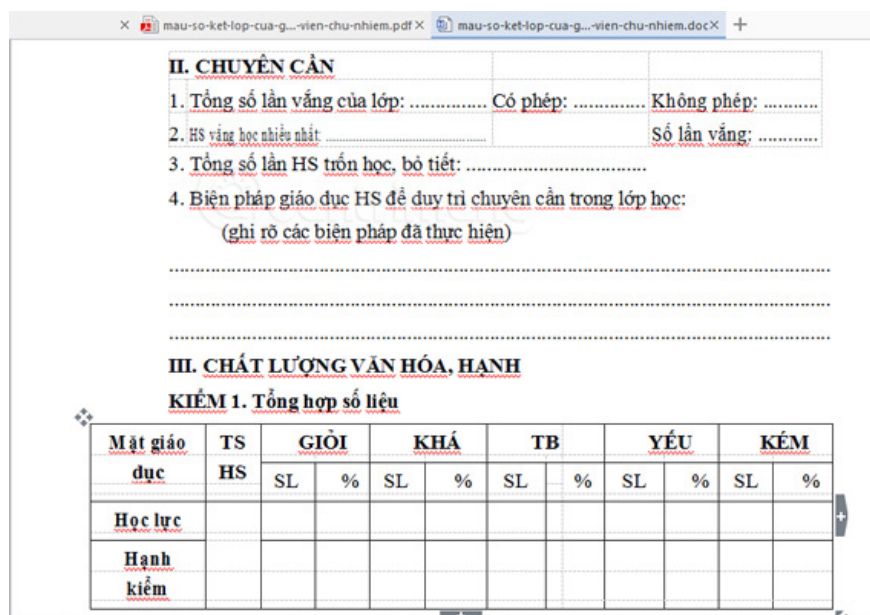 mau-so-ket-lop-cua-g...-vien-chu-nhiem.pdf × mau-so-ket-lop-cua-g...-vien-chu-nhiem.doc× +
II. CHUYÊN CẦN
1. Tổng số lần vắng của lớp: ................ Có phép: .............. Không phép: ...........
2. HS vắng học nhiều nhất: ................................................ Số lần vắng: ............
3. Tổng số lần HS trốn học, bỏ tiết: ...................................
4. Biện pháp giáo dục HS để duy trì chuyên cần trong lớp học:
(ghi rõ các biện pháp đã thực hiện)
III. CHẤT LƯỢNG VĂN HÓA, HẠNH
KIỂM 1. Tổng hợp số liệu
Mặt giáo TS GIỎI KHÁ TB YẾU KÉM
dục HS SL % SL % SL % SL % SL %
Học lực
Hạnh
kiểm